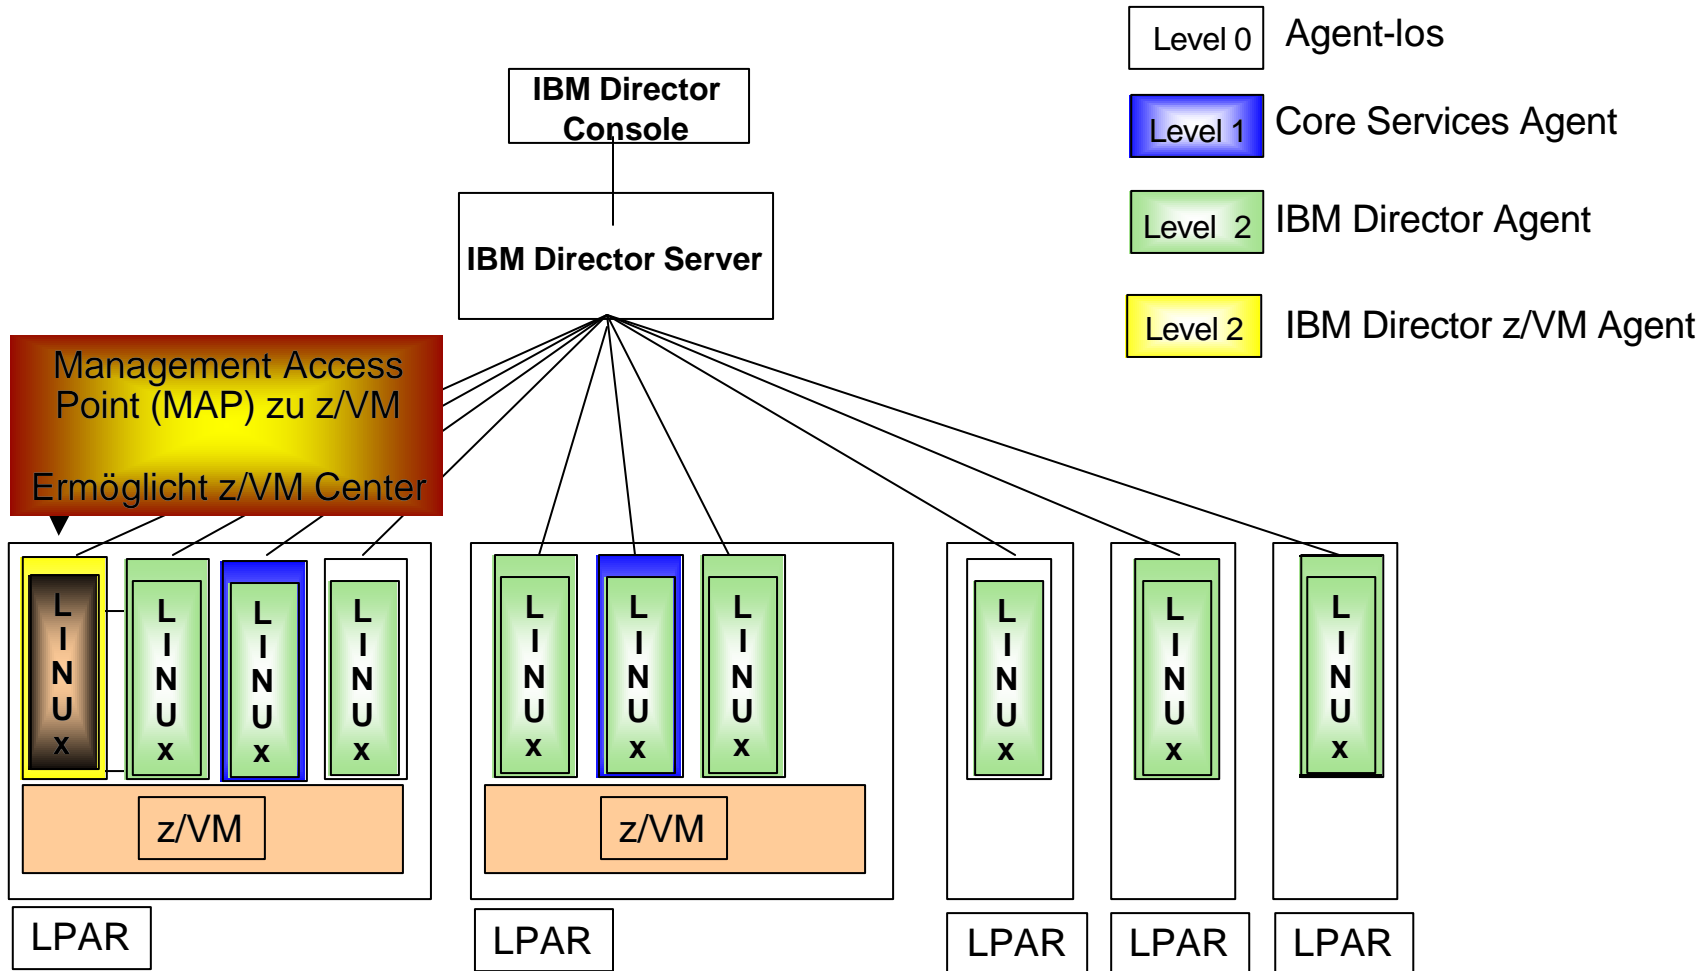 Level 0 Agent-los
IBM Director
Console
Level 1 Core Services Agent
Level 2 IBM Director Agent
IBM Director Server
Level 2 IBM Director z/VM Agent
Management Access
Point (MAP) zu z/VM
Ermöglicht z/VM Center
LINUx
LINUx
LINUx
LINUx
LINUx
LINUx
LINUx
LINUx
LINUx
LINUx
z/VM
z/VM
LPAR
LPAR
LPAR
LPAR
LPAR